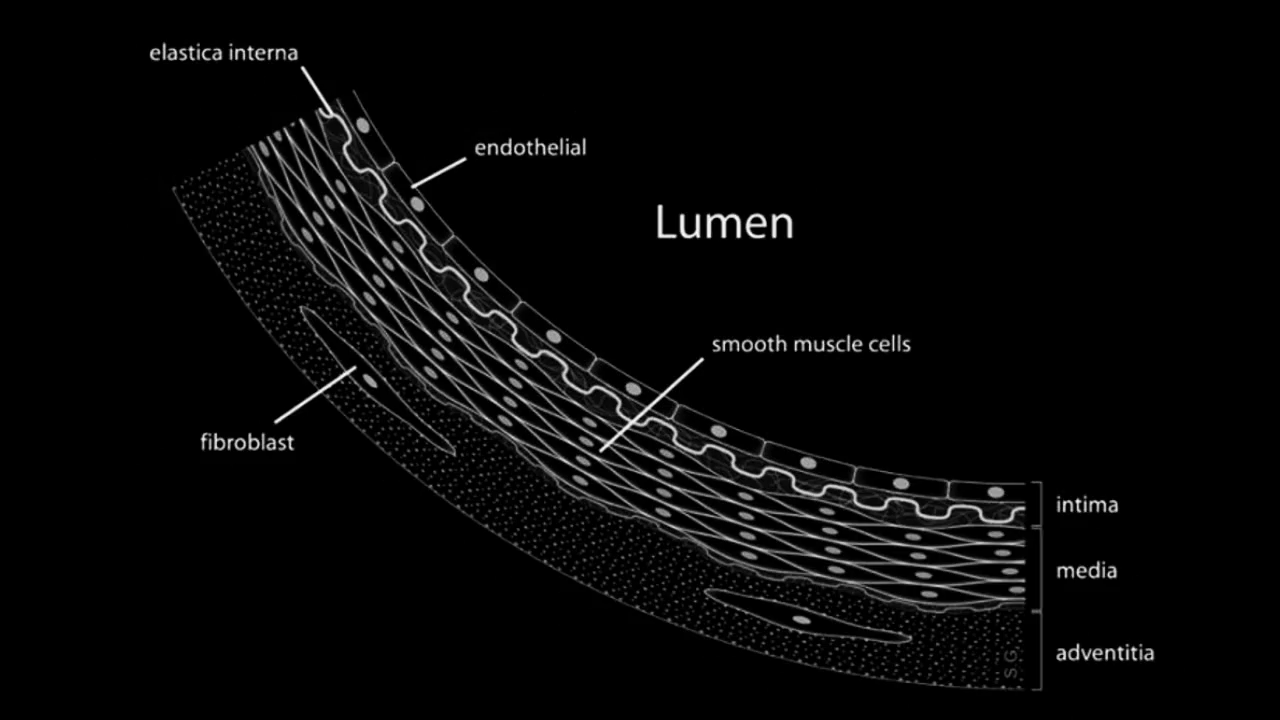 elastica interna
endothelial
Lumen
smooth muscle cells
fibroblast
intima
media
adventitia
S.G.